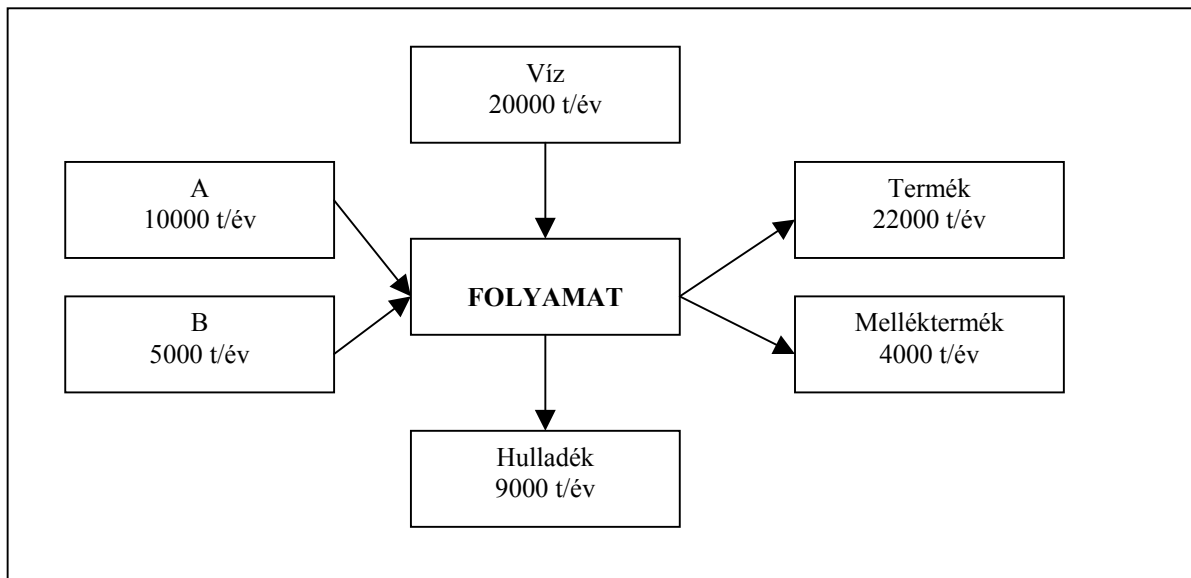 Víz
20000 t/év
A
10000 t/év
Termék
22000 t/év
FOLYAMAT
B
5000 t/év
Melléktermék
4000 t/év
Hulladék
9000 t/év